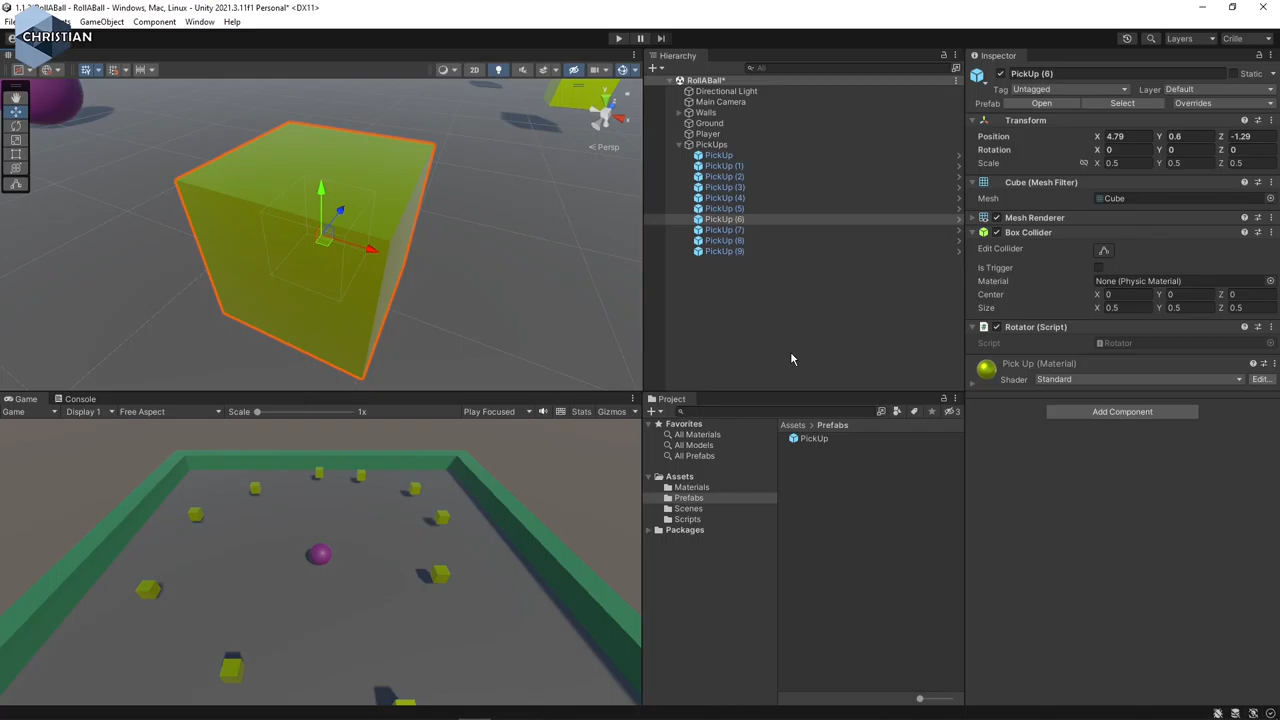 1.1.2 RollABall - RollABall - Windows, Mac, Linux - Unity 2021.3.11f1 Personal* <DX11>
GameObject Component Window Help
CHRISTIAN
Layers Crille
2D
Persp
Y
Hierarchy
All
RollABall*
Directional Light
Main Camera
Walls
Ground
Player
PickUps
PickUp
PickUp (1)
PickUp (2)
PickUp (3)
PickUp (4)
PickUp (5)
PickUp (6)
PickUp (7)
PickUp (8)
PickUp (9)
Inspector
PickUp (6) Static
Tag Untagged Layer Default
Prefab Open Select Overrides
Transform
Position X 4.79 Y 0.6 Z -1.29
Rotation X 0 Y 0 Z 0
Scale X 0.5 Y 0.5 Z 0.5
Cube (Mesh Filter)
Mesh Cube
Mesh Renderer
Box Collider
Edit Collider
Is Trigger
Material None (Physic Material)
Center X 0 Y 0 Z 0
Size X 0.5 Y 0.5 Z 0.5
Rotator (Script)
Script Rotator
Pick Up (Material)
Shader Standard Edit...
Add Component
Game Console
Game Display 1 Free Aspect Scale 1x Play Focused Stats Gizmos
Project
3
Favorites
All Materials
All Models
All Prefabs
Assets
Materials
Prefabs
Scenes
Scripts
Packages
Assets > Prefabs
PickUp